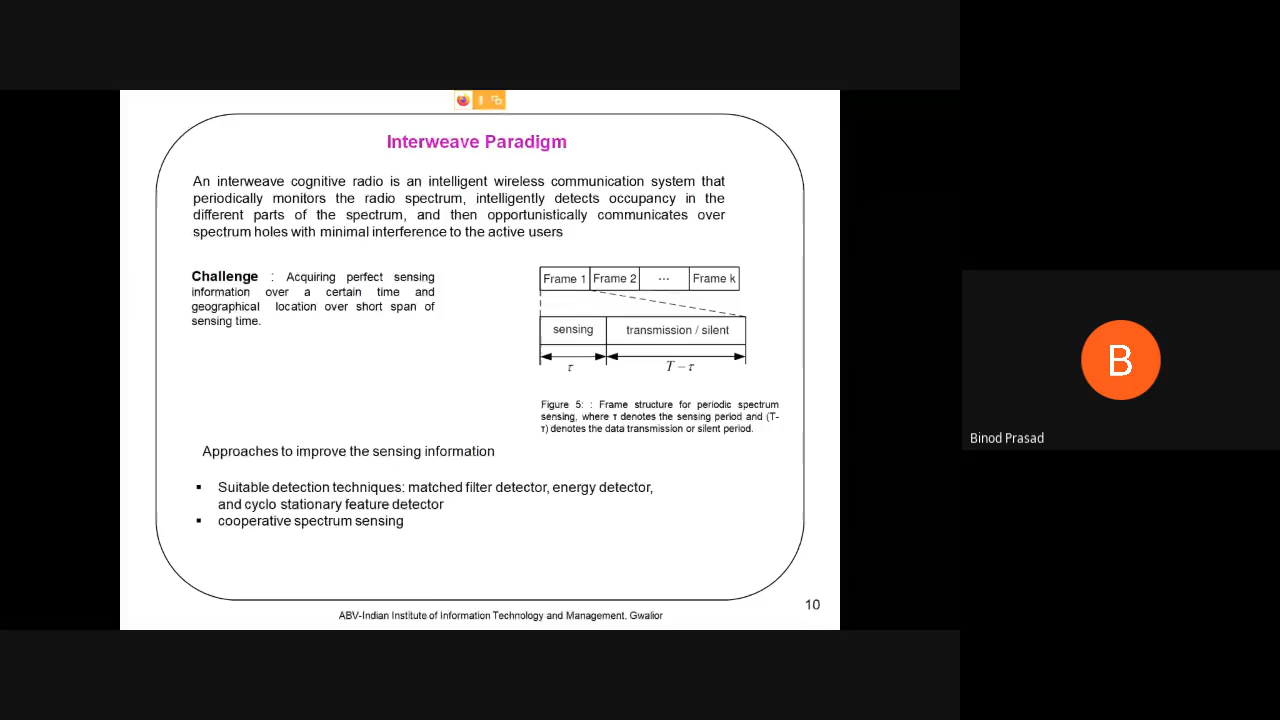 Interweave Paradigm
An interweave cognitive radio is an intelligent wireless communication system that
periodically monitors the radio spectrum, intelligently detects occupancy in the
different parts of the spectrum, and then opportunistically communicates over
spectrum holes with minimal interference to the active users
Challenge : Acquiring perfect sensing
information over a certain time and
geographical location over short span of
sensing time.
Frame 1 Frame 2 ··· Frame k
sensing transmission / silent
τ T − τ
Figure 5: : Frame structure for periodic spectrum
sensing, where τ denotes the sensing period and (T-
τ) denotes the data transmission or silent period.
Approaches to improve the sensing information
▪ Suitable detection techniques: matched filter detector, energy detector,
and cyclo stationary feature detector
▪ cooperative spectrum sensing
10
ABV-Indian Institute of Information Technology and Management, Gwalior
B
Binod Prasad